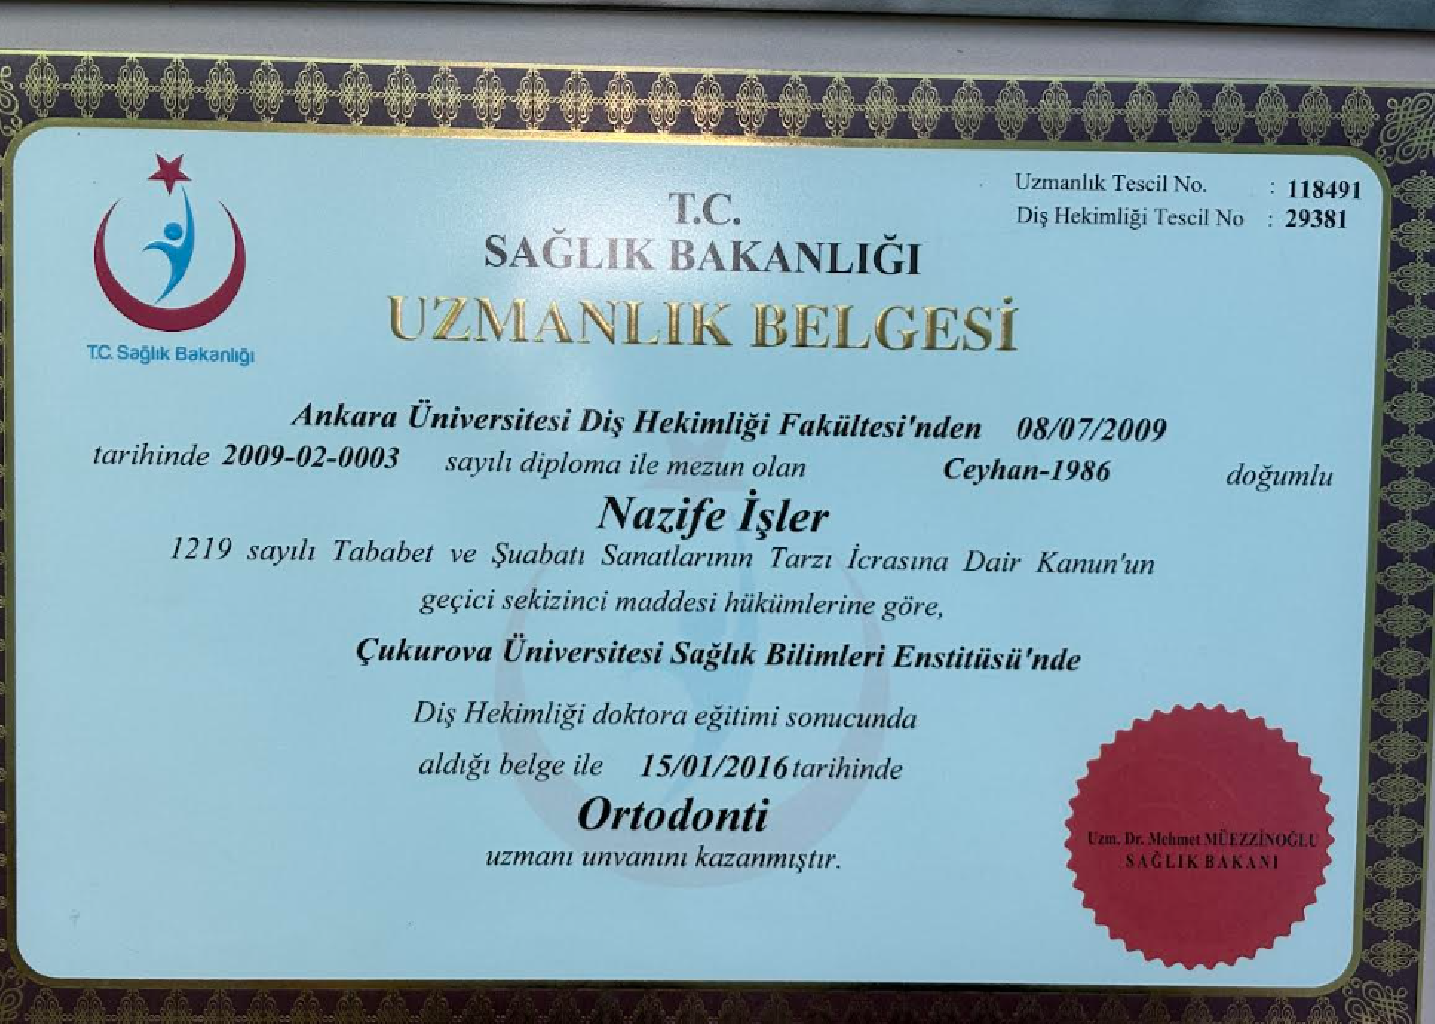 Uzmanlık Tescil No. : 118491
Diş Hekimliği Tescil No : 29381
T.C.
SAĞLIK BAKANLIĞI
UZMANLIK BELGESİ
T.C. Sağlık Bakanlığı
Ankara Üniversitesi Diş Hekimliği Fakültesi'nden 08/07/2009
tarihinde 2009-02-0003 sayılı diploma ile mezun olan Ceyhan-1986 doğumlu
Nazife İşler
1219 sayılı Tababet ve Şuabatı Sanatlarının Tarzı İcrasına Dair Kanun'un
geçici sekizinci maddesi hükümlerine göre,
Çukurova Üniversitesi Sağlık Bilimleri Enstitüsü'nde
Diş Hekimliği doktora eğitimi sonucunda
aldığı belge ile 15/01/2016 tarihinde
Ortodonti
uzmanı unvanını kazanmıştır.
Uzm. Dr. Mehmet MÜEZZİNOĞLU
SAĞLIK BAKANI